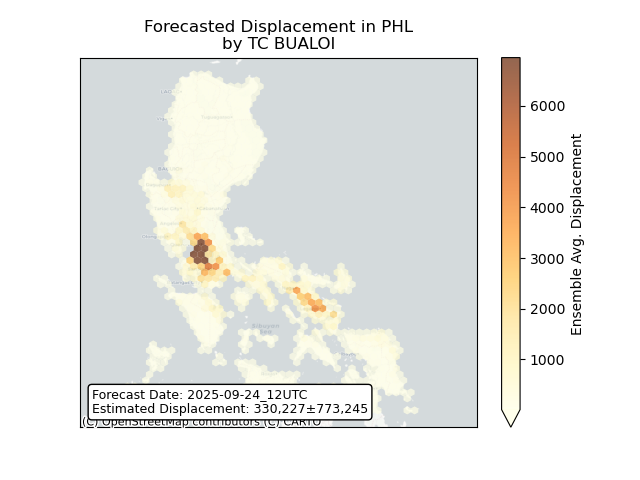 Forecasted Displacement in PHL
by TC BUALOI
6000
5000
4000
3000
2000
1000
Ensemble Avg. Displacement
Forecast Date: 2025-09-24_12UTC
Estimated Displacement: 330,227±773,245
(C) OpenStreetMap contributors (C) CARTO